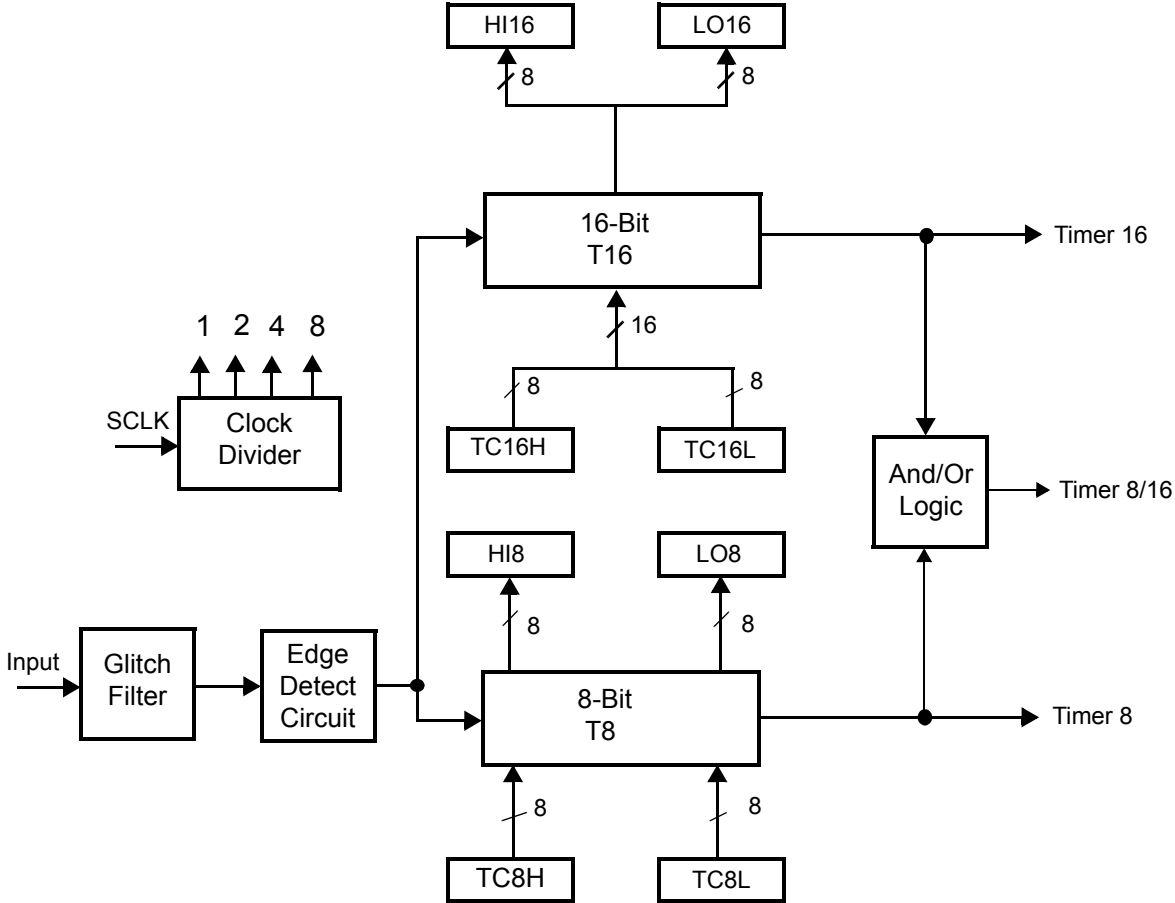 HI16
LO16
8
8
16-Bit
T16
Timer 16
16
1 2 4 8
8
8
SCLK
Clock
Divider
TC16H
TC16L
And/Or
Logic
Timer 8/16
HI8
LO8
8
8
Input
Glitch
Filter
Edge
Detect
Circuit
8-Bit
T8
Timer 8
8
8
TC8H
TC8L